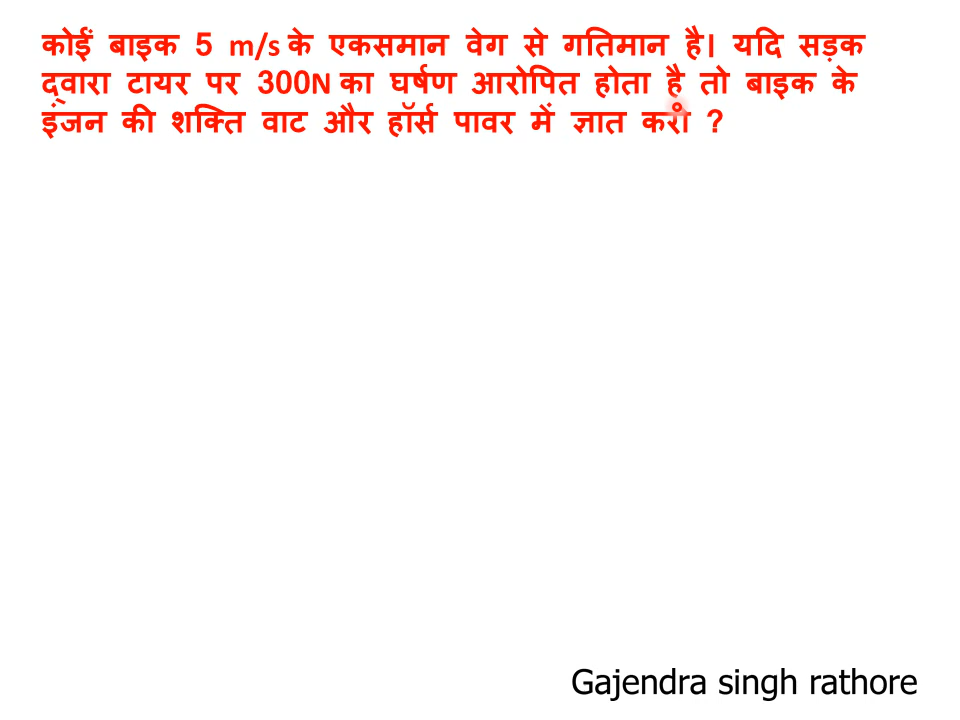 कोई बाइक 5 m/s के एकसमान वेग से गतिमान है। यदि सड़क
द्वारा टायर पर 300N का घर्षण आरोपित होता है तो बाइक के
इंजन की शक्ति वाट और हॉर्स पावर में ज्ञात करो ?
Gajendra singh rathore